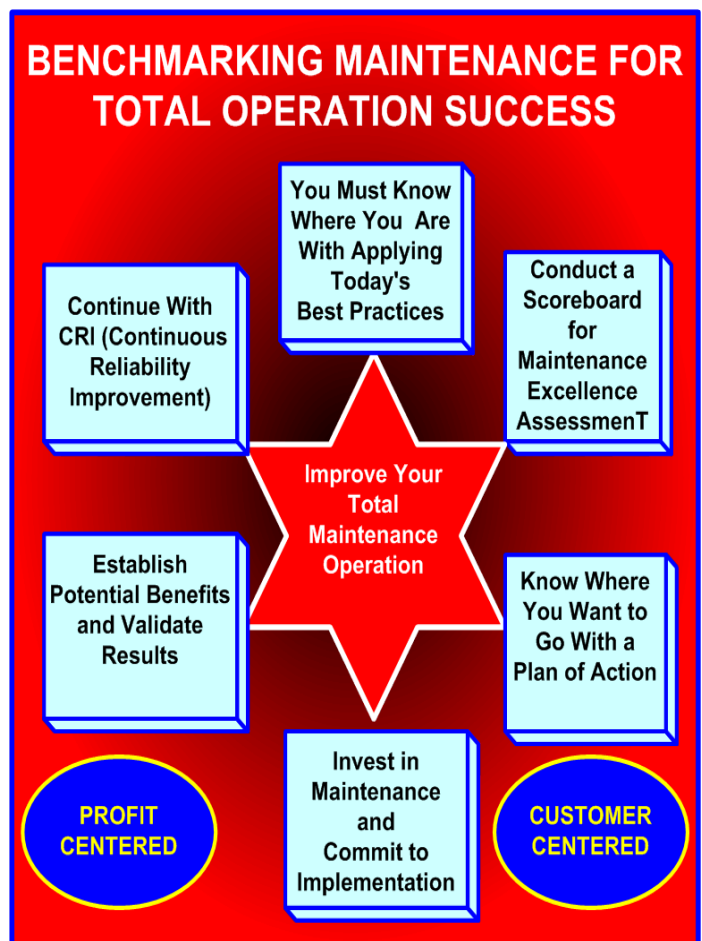 BENCHMARKING MAINTENANCE FOR
TOTAL OPERATION SUCCESS
You Must Know
Where You Are
With Applying
Today's
Best Practices
Conduct a
Scoreboard
for
Maintenance
Excellence
AssessmenT
Continue With
CRI (Continuous
Reliability
Improvement)
Improve Your
Total
Maintenance
Operation
Establish
Potential Benefits
and Validate
Results
Know Where
You Want to
Go With a
Plan of Action
Invest in
Maintenance
and
Commit to
Implementation
PROFIT
CENTERED
CUSTOMER
CENTERED